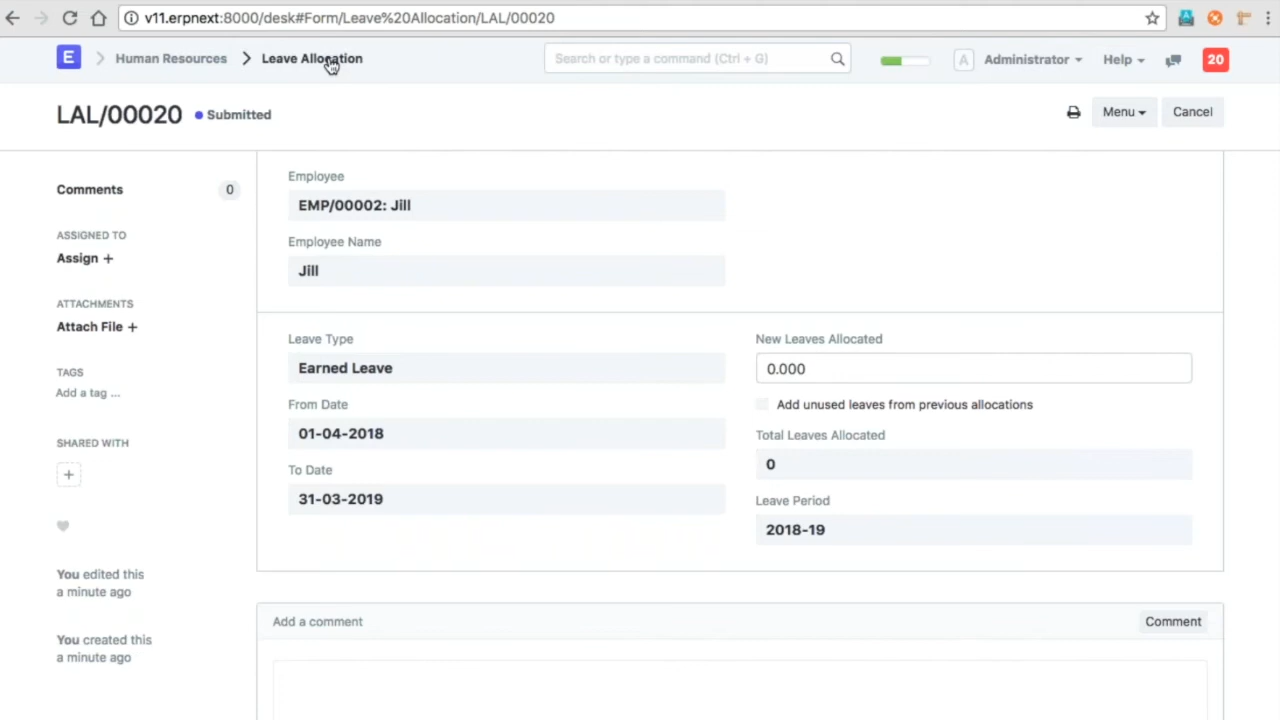 v11.erpnext:8000/desk#Form/Leave%20Allocation/LAL/00020
E Human Resources Leave Allocation Search or type a command (Ctrl + G) A Administrator Help 20
LAL/00020 Submitted Menu Cancel
Comments 0
ASSIGNED TO
Assign +
ATTACHMENTS
Attach File +
TAGS
Add a tag ...
SHARED WITH
+
You edited this
a minute ago
You created this
a minute ago
Employee
EMP/00002: Jill
Employee Name
Jill
Leave Type
Earned Leave
From Date
01-04-2018
To Date
31-03-2019
New Leaves Allocated
0.000
Add unused leaves from previous allocations
Total Leaves Allocated
0
Leave Period
2018-19
Add a comment Comment